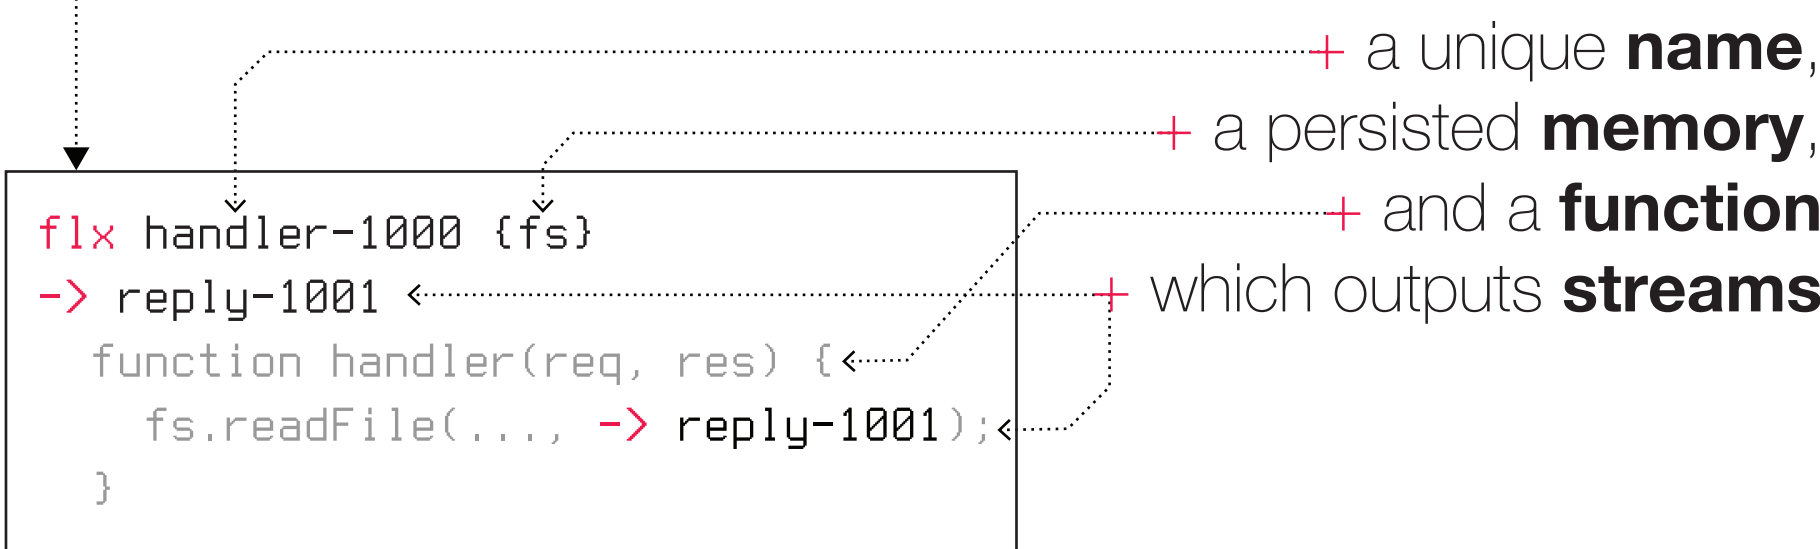 + a unique name,
+ a persisted memory,
+ and a function
+ which outputs streams
flx handler-1000 {fs}
-> reply-1001
function handler(req, res) {
fs.readFile(..., -> reply-1001);
}